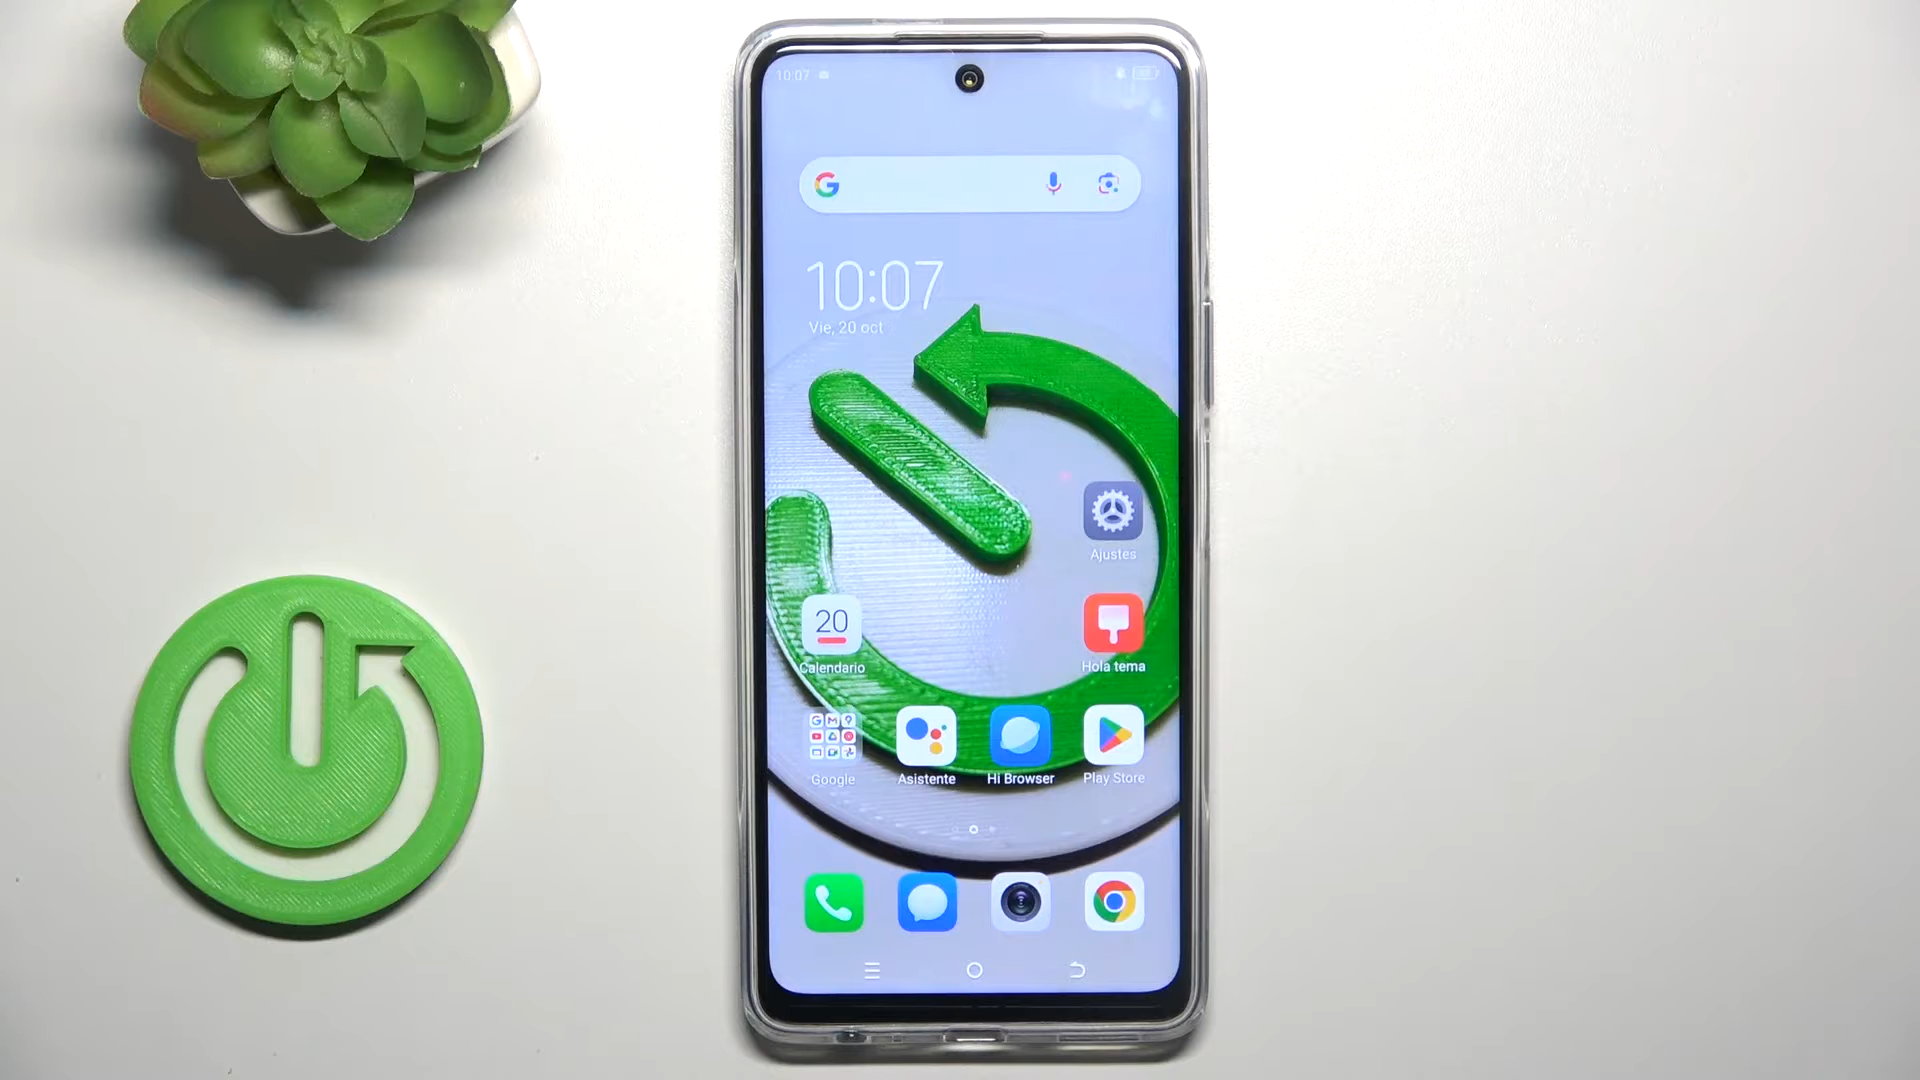 10:07
10:07
Vie, 20 oct
Ajustes
20
Calendario
Hola tema
Google
Asistente
Hi Browser
Play Store